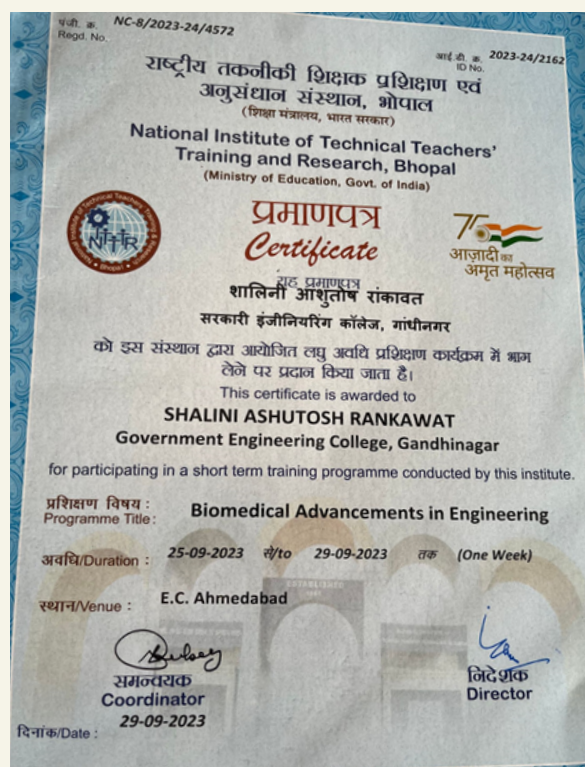 पंजी. क्र. NC-8/2023-24/4572
Regd. No.
आई.डी. क्र. 2023-24/2162
ID No.
राष्ट्रीय तकनीकी शिक्षक प्रशिक्षण एवं
अनुसंधान संस्थान, भोपाल
(शिक्षा मंत्रालय, भारत सरकार)
National Institute of Technical Teachers'
Training and Research, Bhopal
(Ministry of Education, Govt. of India)
NITTTR
प्रमाणपत्र
Certificate
75
आज़ादी का
अमृत महोत्सव
यह प्रमाणपत्र
शालिनी आशुतोष रांकावत
सरकारी इंजीनियरिंग कॉलेज, गांधीनगर
को इस संस्थान द्वारा आयोजित लघु अवधि प्रशिक्षण कार्यक्रम में भाग
लेने पर प्रदान किया जाता है।
This certificate is awarded to
SHALINI ASHUTOSH RANKAWAT
Government Engineering College, Gandhinagar
for participating in a short term training programme conducted by this institute.
प्रशिक्षण विषय :
Programme Title : Biomedical Advancements in Engineering
अवधि/Duration : 25-09-2023 से/to 29-09-2023 तक (One Week)
स्थान/Venue : E.C. Ahmedabad
समन्वयक
Coordinator
निदेशक
Director
दिनांक/Date : 29-09-2023